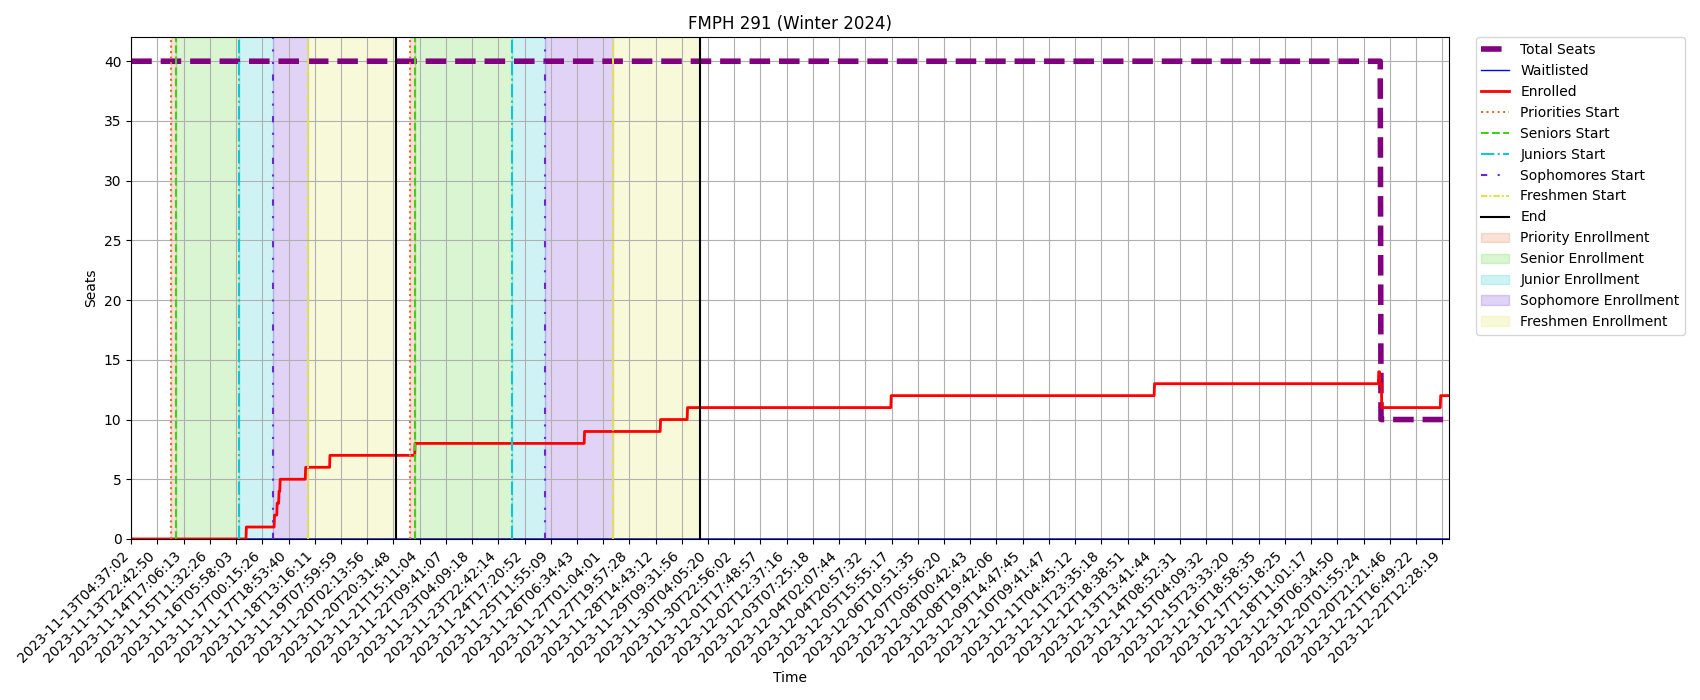 FMPH 291 (Winter 2024)
Seats
40
35
30
25
20
15
10
5
0
2023-11-13T04:37:02
2023-11-13T22:42:50
2023-11-14T17:06:13
2023-11-15T11:32:26
2023-11-16T05:58:03
2023-11-17T00:15:26
2023-11-17T18:53:40
2023-11-18T13:16:11
2023-11-19T07:59:59
2023-11-20T02:13:56
2023-11-20T20:31:48
2023-11-21T15:11:04
2023-11-22T09:41:07
2023-11-23T04:09:18
2023-11-23T22:42:14
2023-11-24T17:20:52
2023-11-25T11:55:09
2023-11-26T06:34:43
2023-11-27T01:04:01
2023-11-27T19:57:28
2023-11-28T14:43:12
2023-11-29T09:31:56
2023-11-30T04:05:20
2023-11-30T22:56:02
2023-12-01T17:48:57
2023-12-02T12:37:16
2023-12-03T07:25:18
2023-12-04T02:07:44
2023-12-04T20:57:32
2023-12-05T15:55:17
2023-12-06T10:51:35
2023-12-07T05:56:20
2023-12-08T00:42:43
2023-12-08T19:42:06
2023-12-09T14:47:45
2023-12-10T09:41:47
2023-12-11T04:45:12
2023-12-11T23:35:18
2023-12-12T18:38:51
2023-12-13T13:41:44
2023-12-14T08:52:31
2023-12-15T04:09:32
2023-12-15T23:33:20
2023-12-16T18:58:35
2023-12-17T15:18:25
2023-12-18T11:01:17
2023-12-19T06:34:50
2023-12-20T01:55:24
2023-12-20T21:21:46
2023-12-21T16:49:22
2023-12-22T12:28:19
Time
Total Seats
Waitlisted
Enrolled
Priorities Start
Seniors Start
Juniors Start
Sophomores Start
Freshmen Start
End
Priority Enrollment
Senior Enrollment
Junior Enrollment
Sophomore Enrollment
Freshmen Enrollment